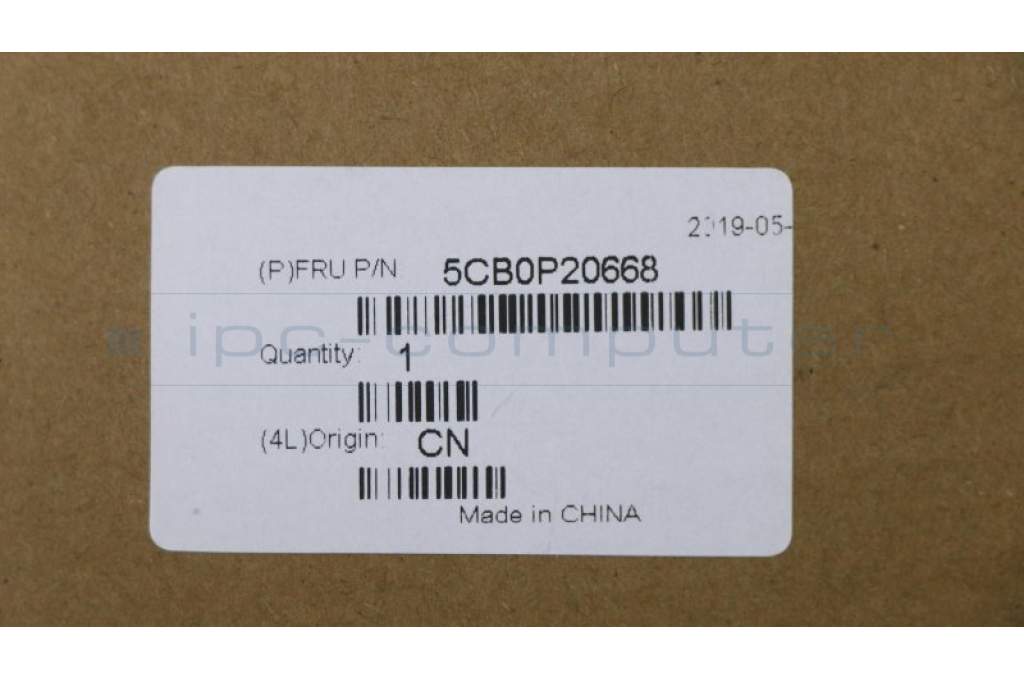 2019-05-
(P)FRU P/N 5CB0P20668
ipc-computer
Quantity: 1
(4L)Origin: CN
Made in CHINA